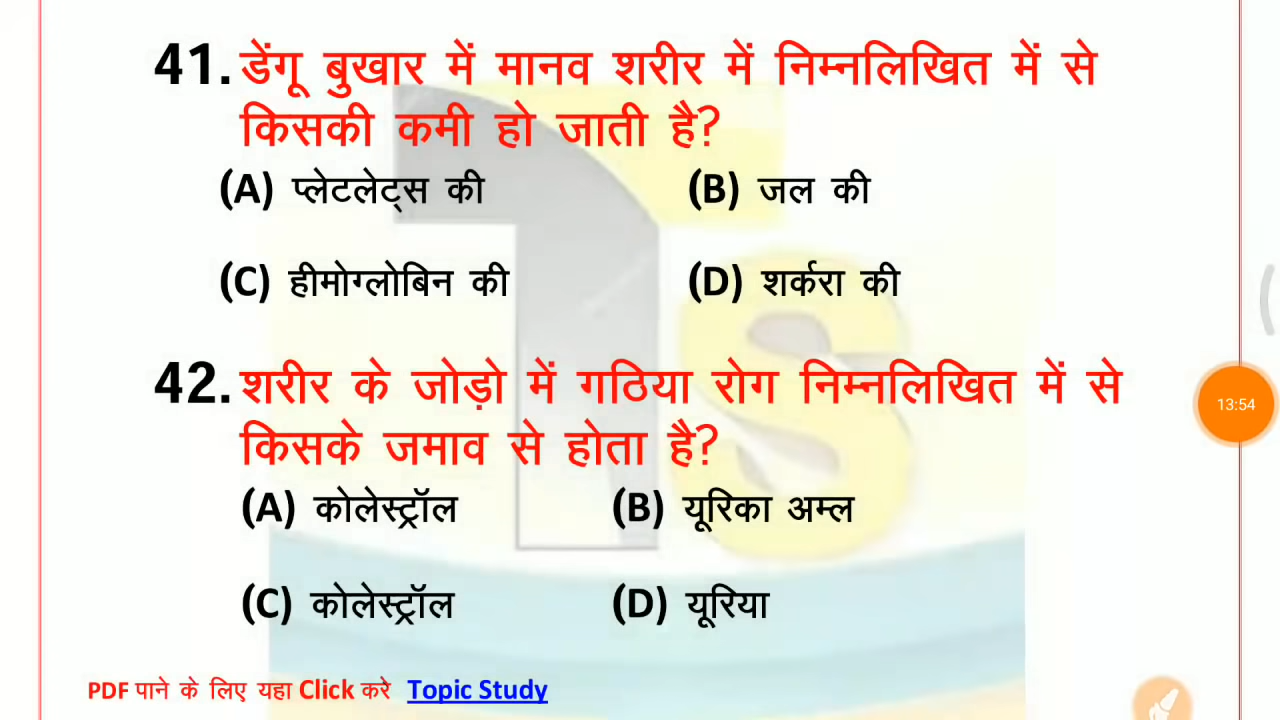 41. डेंगू बुखार में मानव शरीर में निम्नलिखित में से
किसकी कमी हो जाती है?
(A) प्लेटलेट्स की (B) जल की
(C) हीमोग्लोबिन की (D) शर्करा की
42. शरीर के जोड़ो में गठिया रोग निम्नलिखित में से
किसके जमाव से होता है?
(A) कोलेस्ट्रॉल (B) यूरिका अम्ल
(C) कोलेस्ट्रॉल (D) यूरिया
13:54
PDF पाने के लिए यहा Click करे Topic Study